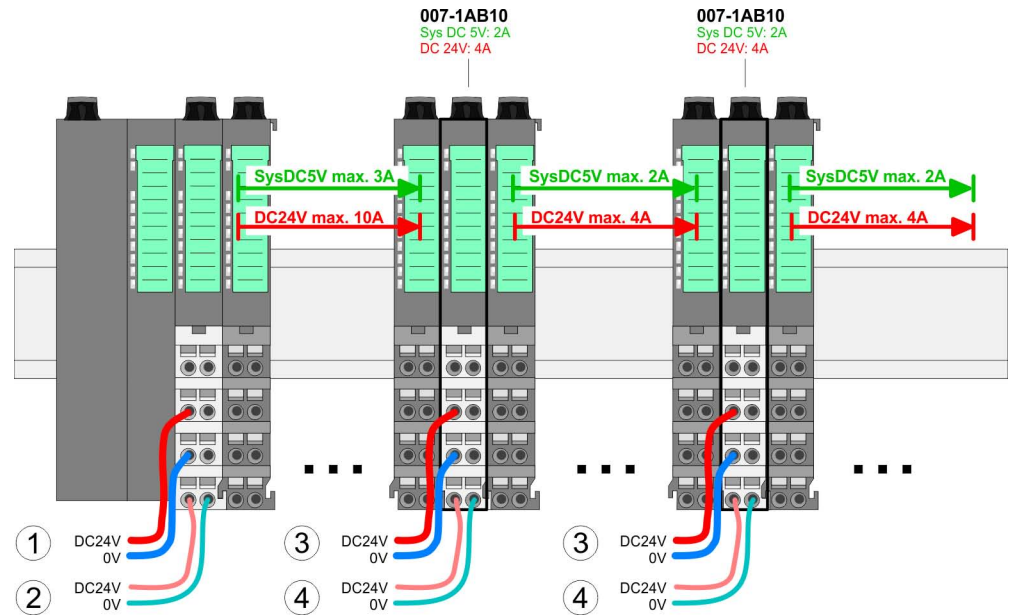 007-1AB10
Sys DC 5V: 2A
DC 24V: 4A
007-1AB10
Sys DC 5V: 2A
DC 24V: 4A
SysDC5V max. 3A
SysDC5V max. 2A
SysDC5V max. 2A
DC24V max. 10A
DC24V max. 4A
DC24V max. 4A
1 DC24V
0V
2 DC24V
0V
3 DC24V
0V
4 DC24V
0V
3 DC24V
0V
4 DC24V
0V